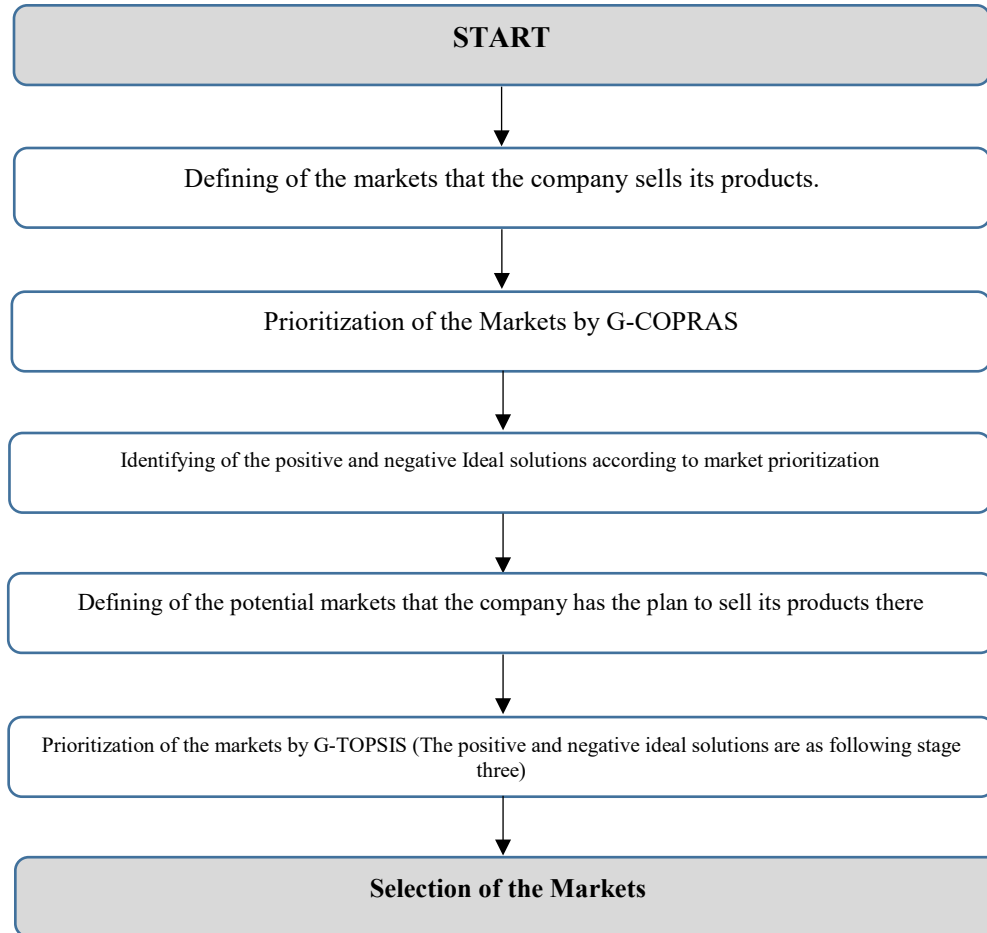 START
Defining of the markets that the company sells its products.
Prioritization of the Markets by G-COPRAS
Identifying of the positive and negative Ideal solutions according to market prioritization
Defining of the potential markets that the company has the plan to sell its products there
Prioritization of the markets by G-TOPSIS (The positive and negative ideal solutions are as following stage
three)
Selection of the Markets